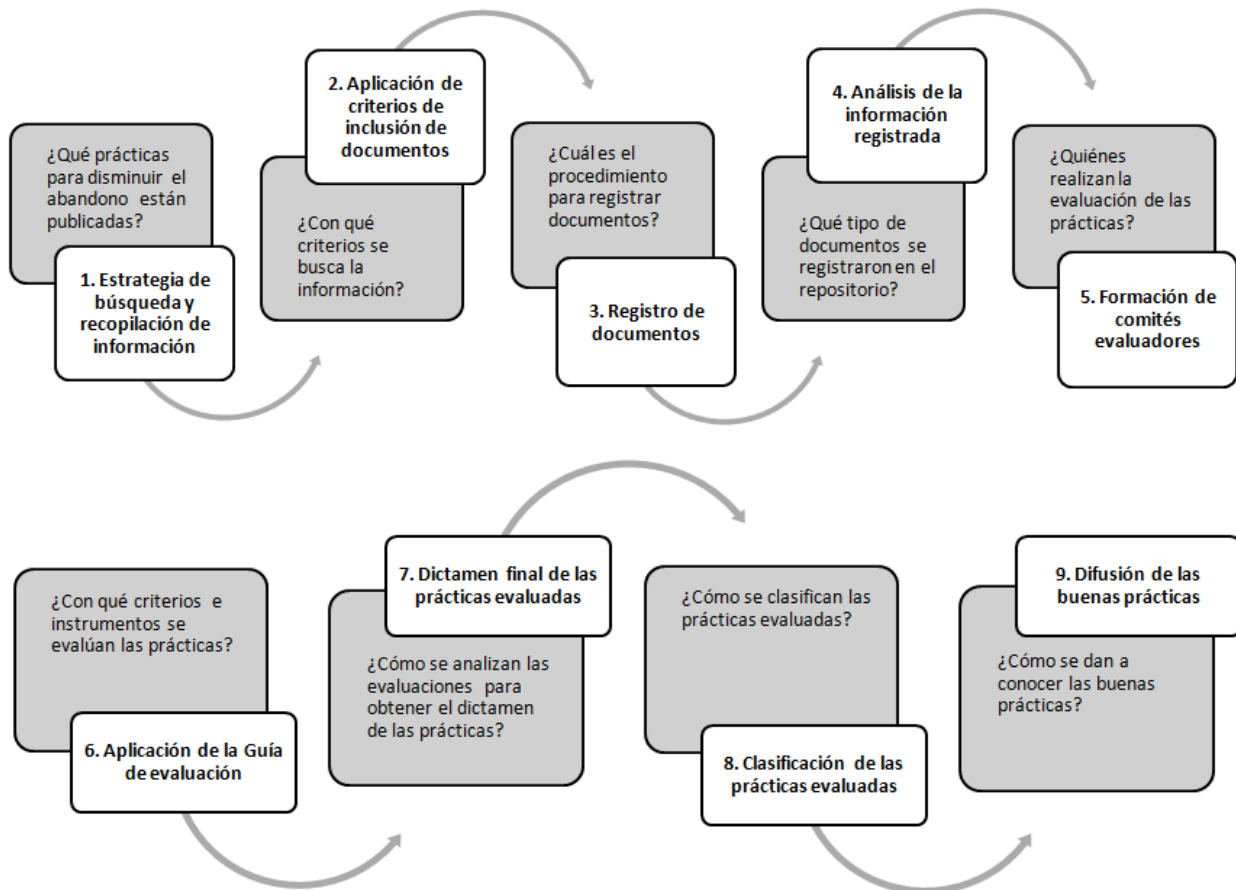 ¿Qué prácticas
para disminuir el
abandono están
publicadas?
1. Estrategia de
búsqueda y
recopilación de
información
2. Aplicación de
criterios de
inclusión de
documentos
¿Con qué
criterios se
busca la
información?
¿Cuál es el
procedimiento
para registrar
documentos?
3. Registro de
documentos
4. Análisis de la
información
registrada
¿Qué tipo de
documentos se
registraron en el
repositorio?
¿Quiénes
realizan la
evaluación de las
prácticas?
5. Formación de
comités
evaluadores
¿Con qué criterios e
instrumentos se
evalúan las prácticas?
6. Aplicación de la Guía
de evaluación
7. Dictamen final de las
prácticas evaluadas
¿Cómo se analizan las
evaluaciones para
obtener el dictamen
de las prácticas?
¿Cómo se clasifican las
prácticas evaluadas?
8. Clasificación de las
prácticas evaluadas
9. Difusión de las
buenas prácticas
¿Cómo se dan a
conocer las buenas
prácticas?